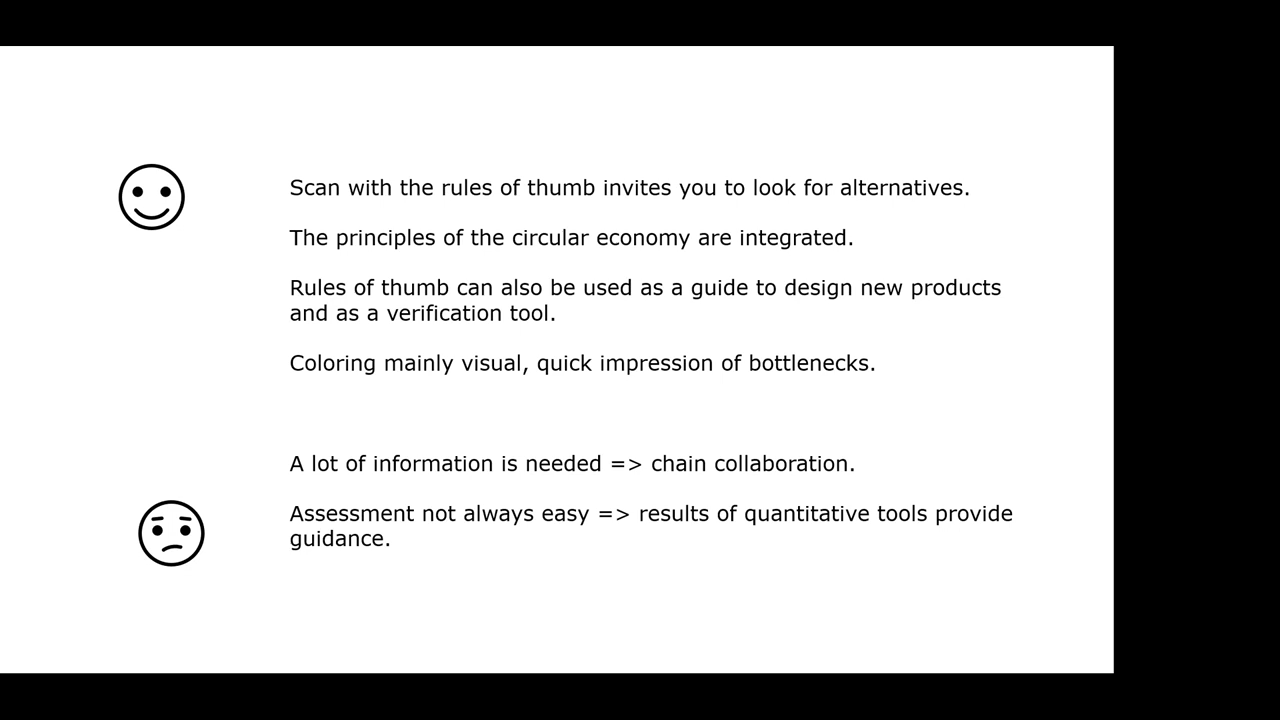 Scan with the rules of thumb invites you to look for alternatives.
The principles of the circular economy are integrated.
Rules of thumb can also be used as a guide to design new products
and as a verification tool.
Coloring mainly visual, quick impression of bottlenecks.
A lot of information is needed => chain collaboration.
Assessment not always easy => results of quantitative tools provide
guidance.